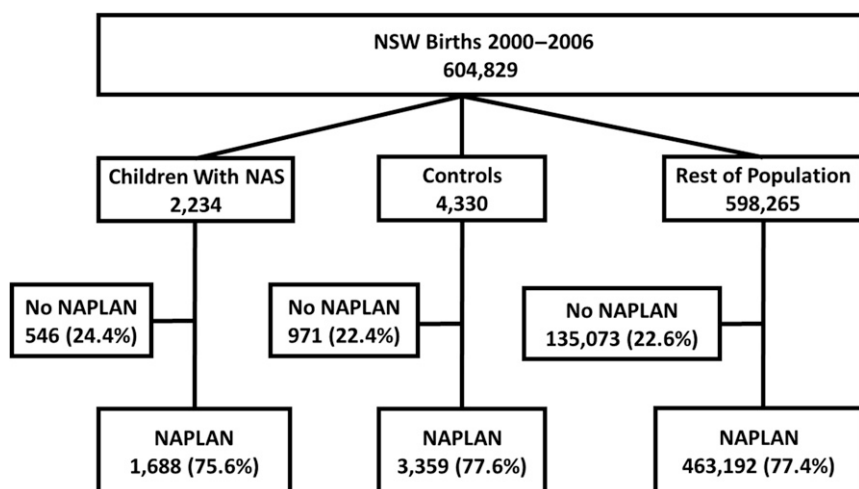 NSW Births 2000–2006
604,829
Children With NAS
2,234
Controls
4,330
Rest of Population
598,265
No NAPLAN
546 (24.4%)
No NAPLAN
971 (22.4%)
No NAPLAN
135,073 (22.6%)
NAPLAN
1,688 (75.6%)
NAPLAN
3,359 (77.6%)
NAPLAN
463,192 (77.4%)